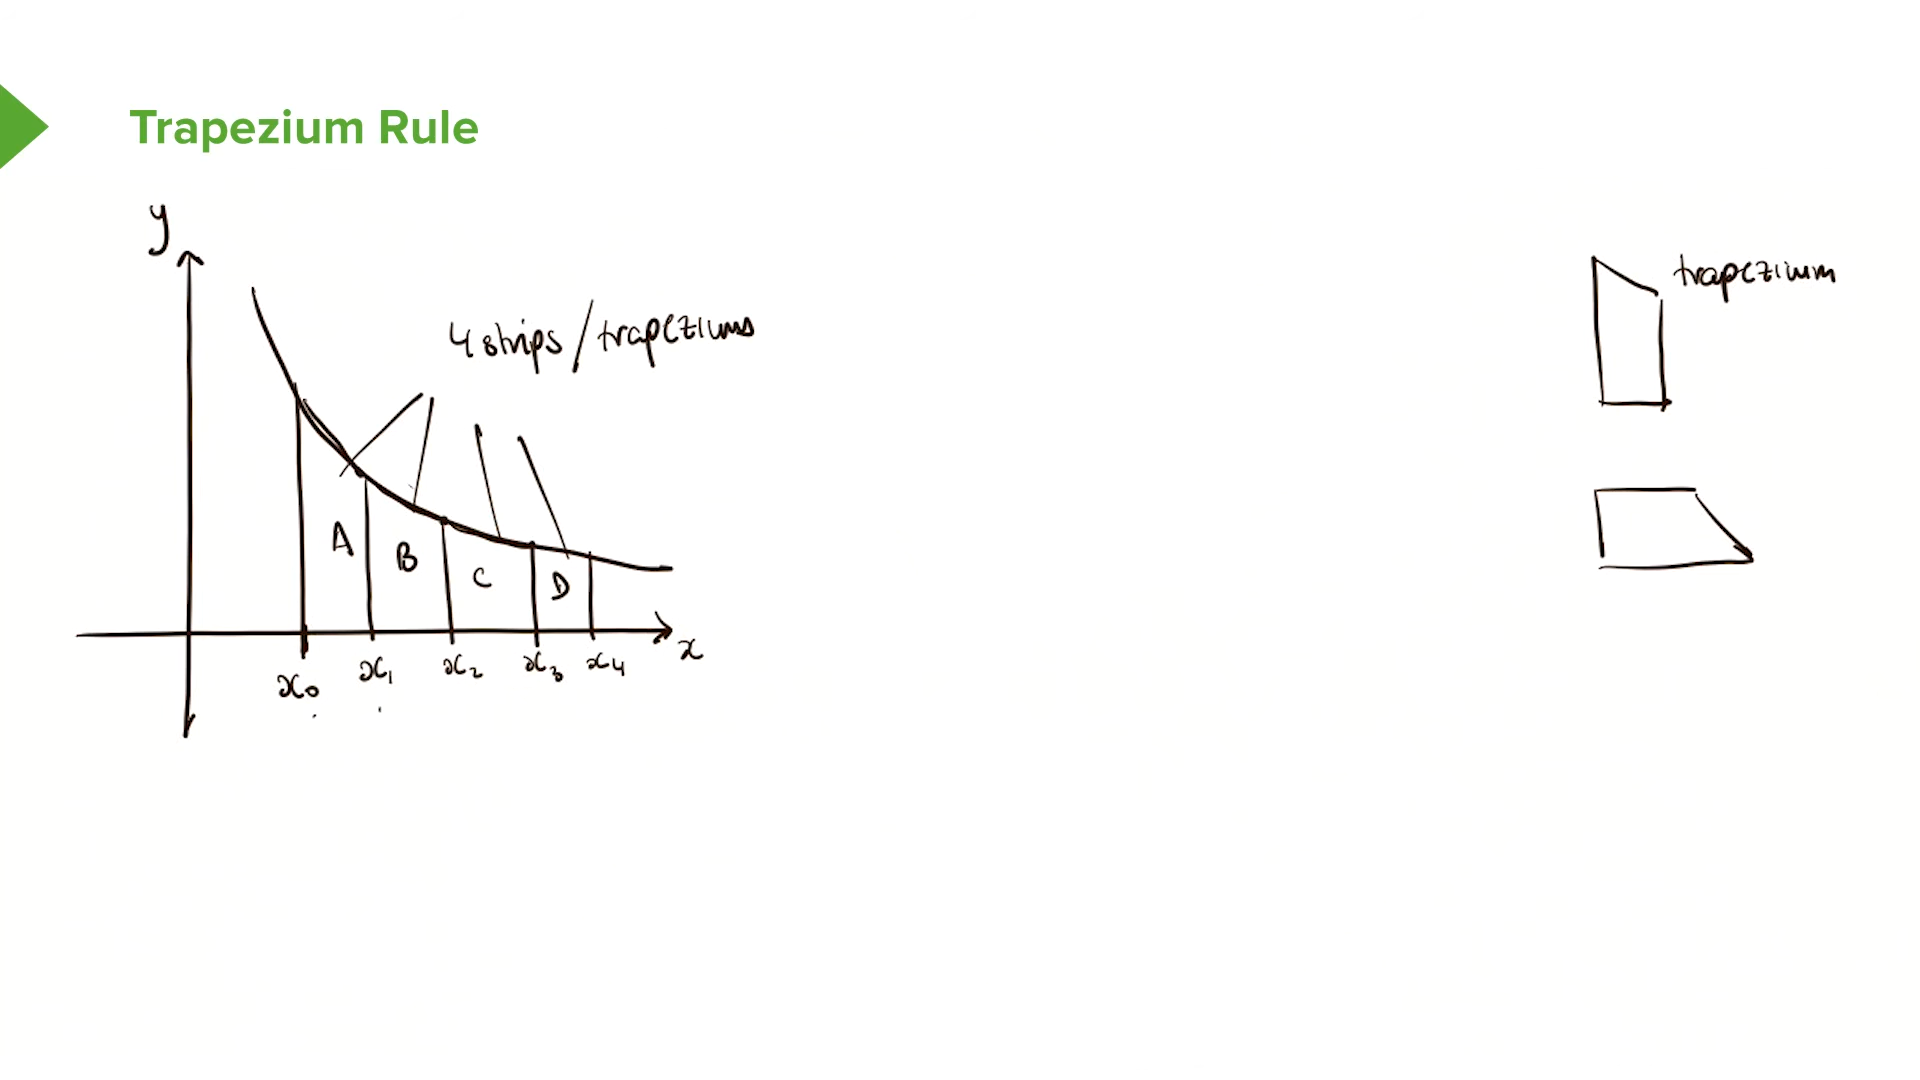 Trapezium Rule
y
4 strips / trapeziums
A
B
C
D
x₀
x₁
x₂
x₃
x₄
x
trapezium